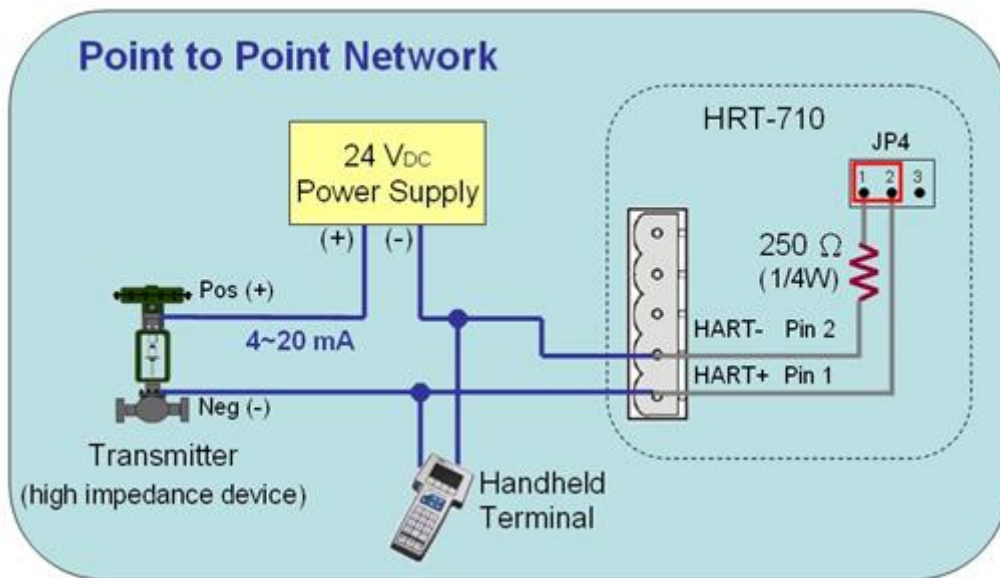 Point to Point Network
HRT-710
JP4
1 2 3
24 VDC
Power Supply
(+) (-)
250 Ω
(1/4W)
Pos (+)
4~20 mA
HART- Pin 2
HART+ Pin 1
Neg (-)
Transmitter
(high impedance device)
Handheld
Terminal